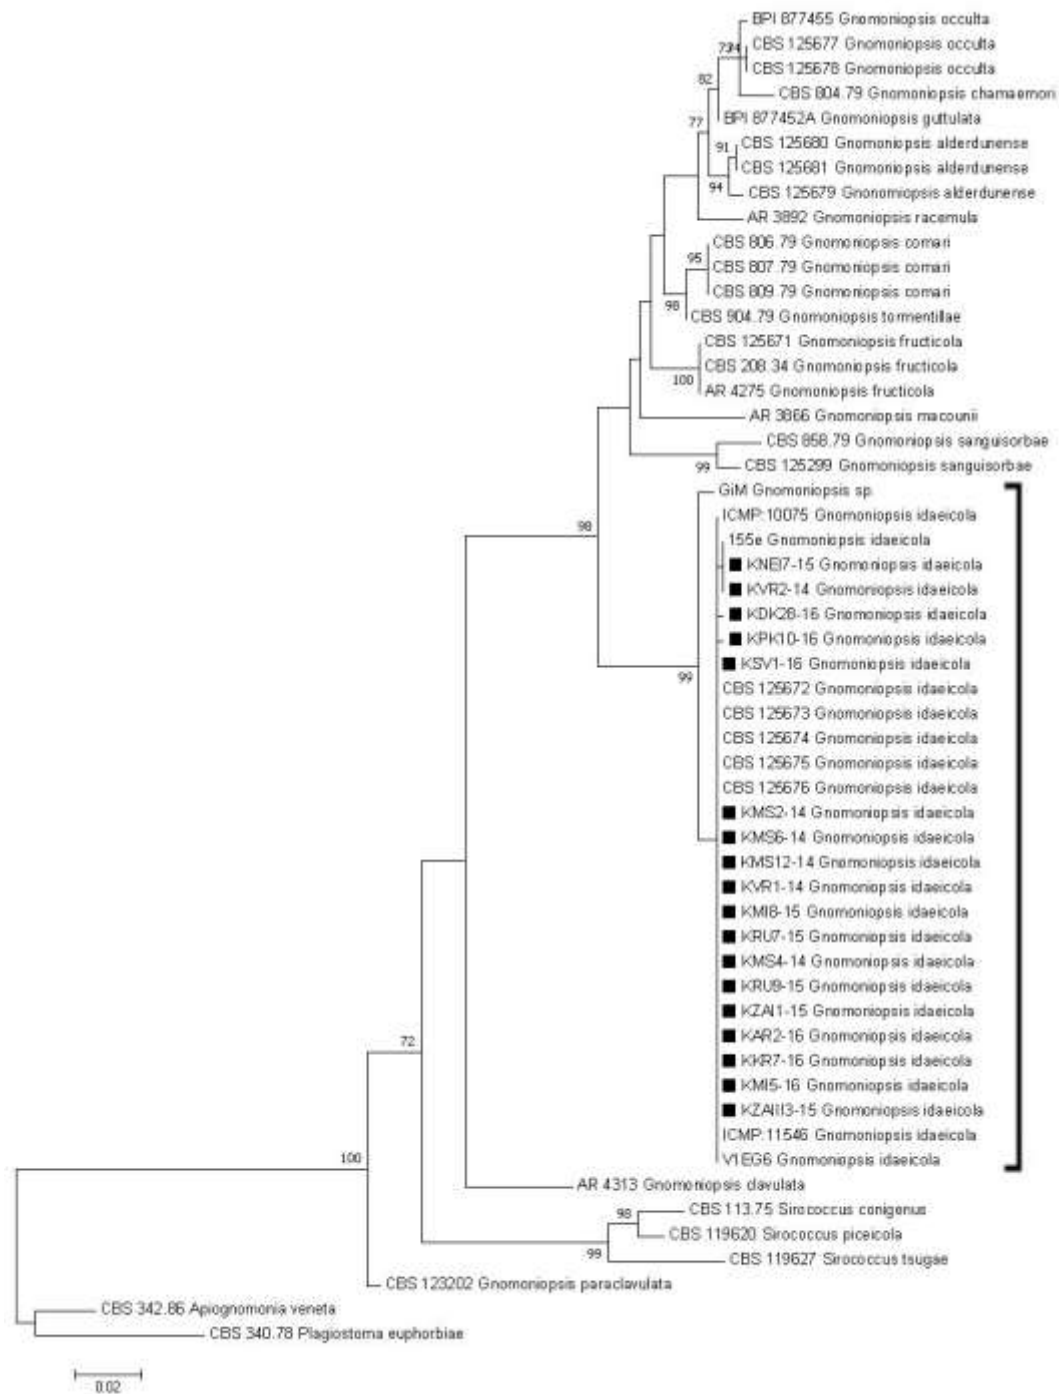 BPI 877455 Gnomoniopsis occulta
CBS 125677 Gnomoniopsis occulta
7374
CBS 125678 Gnomoniopsis occulta
82
CBS 804.79 Gnomoniopsis chamaemori
BPI 877452A Gnomoniopsis guttulata
77
CBS 125680 Gnomoniopsis alderdunense
91
CBS 125681 Gnomoniopsis alderdunense
94
CBS 125679 Gnonomiopsis alderdunense
AR 3892 Gnomoniopsis racemula
CBS 806.79 Gnomoniopsis comari
95
CBS 807.79 Gnomoniopsis comari
CBS 809.79 Gnomoniopsis comari
98
CBS 904.79 Gnomoniopsis tormentillae
CBS 125671 Gnomoniopsis fructicola
CBS 208.34 Gnomoniopsis fructicola
100
AR 4275 Gnomoniopsis fructicola
AR 3866 Gnomoniopsis macounii
CBS 858.79 Gnomoniopsis sanguisorbae
99
CBS 125299 Gnomoniopsis sanguisorbae
GiM Gnomoniopsis sp.
ICMP:10075 Gnomoniopsis idaeicola
98
155e Gnomoniopsis idaeicola
KNEI7-15 Gnomoniopsis idaeicola
KVR2-14 Gnomoniopsis idaeicola
KDK28-16 Gnomoniopsis idaeicola
KPK10-16 Gnomoniopsis idaeicola
KSV1-16 Gnomoniopsis idaeicola
99
CBS 125672 Gnomoniopsis idaeicola
CBS 125673 Gnomoniopsis idaeicola
CBS 125674 Gnomoniopsis idaeicola
CBS 125675 Gnomoniopsis idaeicola
CBS 125676 Gnomoniopsis idaeicola
KMS2-14 Gnomoniopsis idaeicola
KMS6-14 Gnomoniopsis idaeicola
KMS12-14 Gnomoniopsis idaeicola
KVR1-14 Gnomoniopsis idaeicola
KMI8-15 Gnomoniopsis idaeicola
KRU7-15 Gnomoniopsis idaeicola
KMS4-14 Gnomoniopsis idaeicola
KRU9-15 Gnomoniopsis idaeicola
KZAI1-15 Gnomoniopsis idaeicola
KAR2-16 Gnomoniopsis idaeicola
72
KKR7-16 Gnomoniopsis idaeicola
KMI5-16 Gnomoniopsis idaeicola
KZAIII3-15 Gnomoniopsis idaeicola
ICMP:11546 Gnomoniopsis idaeicola
100
V1EG6 Gnomoniopsis idaeicola
AR 4313 Gnomoniopsis clavulata
CBS 113.75 Sirococcus conigenus
98
CBS 119620 Sirococcus piceicola
99
CBS 119627 Sirococcus tsugae
CBS 123202 Gnomoniopsis paraclavulata
CBS 342.86 Apiognomonia veneta
CBS 340.78 Plagiostoma euphorbiae
0.02